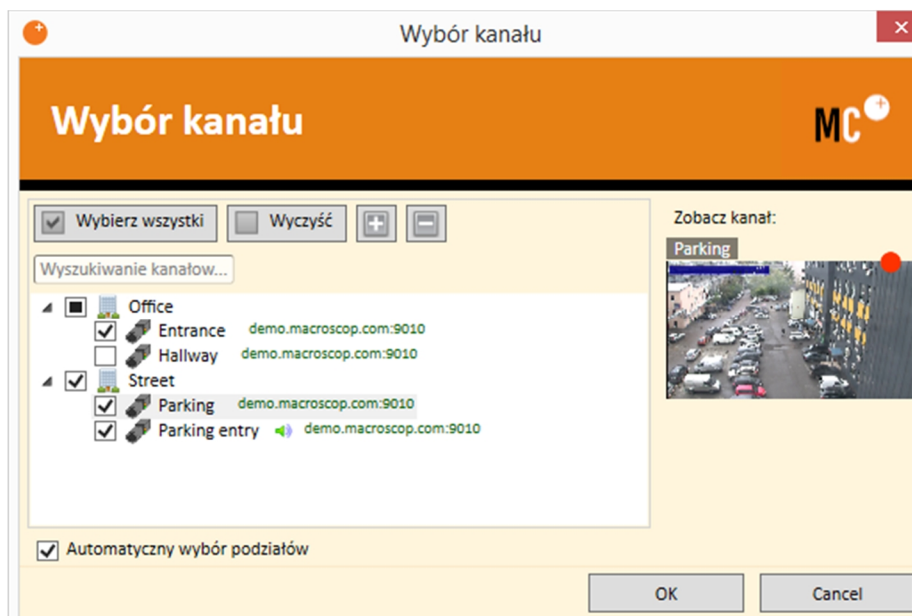 Wybór kanału
Wybór kanału
MC
Wybierz wszystki
Wyczyść
Wyszukiwanie kanałow...
Office
Entrance demo.macroscop.com:9010
Hallway demo.macroscop.com:9010
Street
Parking demo.macroscop.com:9010
Parking entry demo.macroscop.com:9010
Zobacz kanał:
Parking
Automatyczny wybór podziałów
OK
Cancel